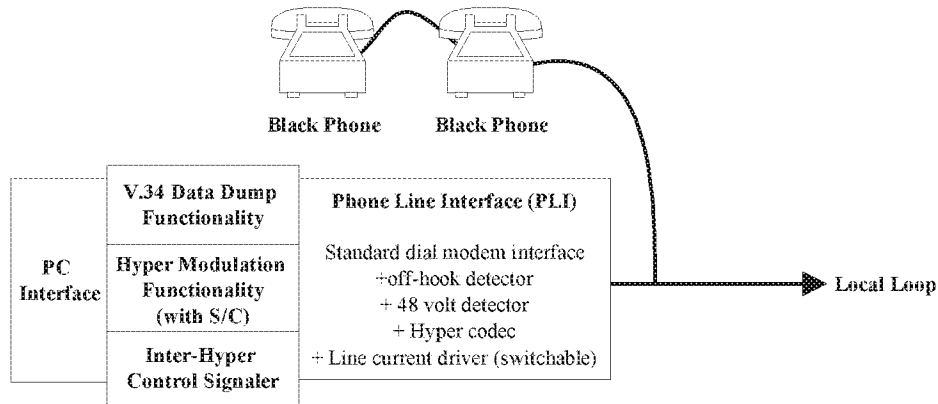 Black Phone
Black Phone
PC
Interface
V.34 Data Dump
Functionality
Hyper Modulation
Functionality
(with S/C)
Inter-Hyper
Control Signaler
Phone Line Interface (PLI)
Standard dial modem interface
+off-hook detector
+ 48 volt detector
+ Hyper codec
+ Line current driver (switchable)
Local Loop